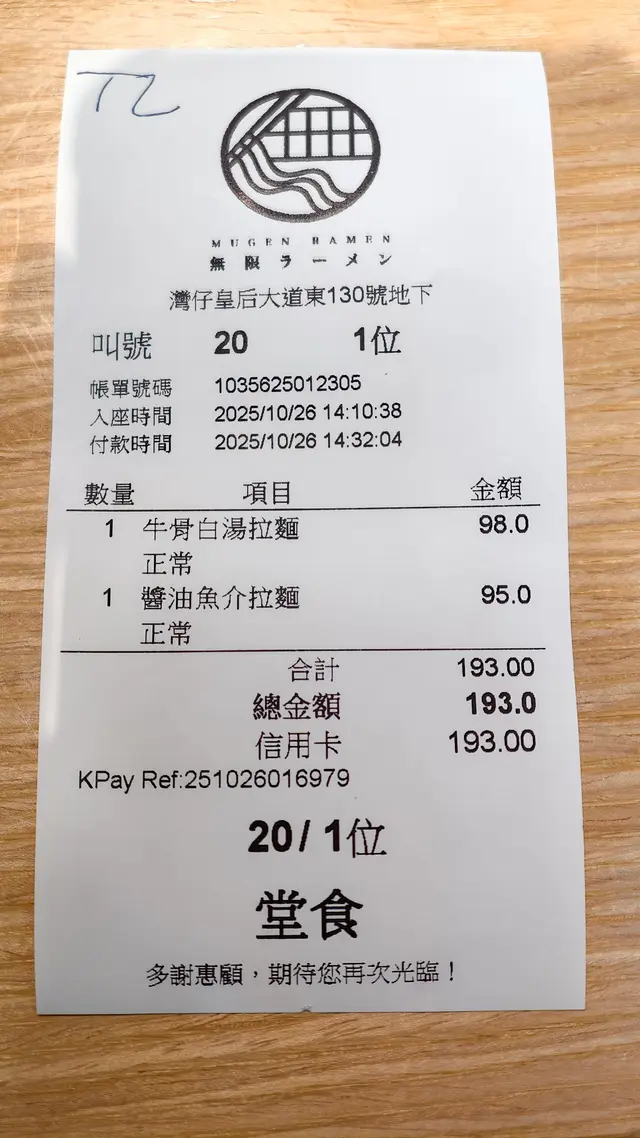 TZ
MUGEN RAMEN
無限ラーメン
灣仔皇后大道東130號地下
叫號 20 1位
帳單號碼 1035625012305
入座時間 2025/10/26 14:10:38
付款時間 2025/10/26 14:32:04
數量 項目 金額
1 牛骨白湯拉麵 98.0
正常
1 醬油魚介拉麵 95.0
正常
合計 193.00
總金額 193.0
信用卡 193.00
KPay Ref:251026016979
20/ 1位
堂食
多謝惠顧，期待您再次光臨！